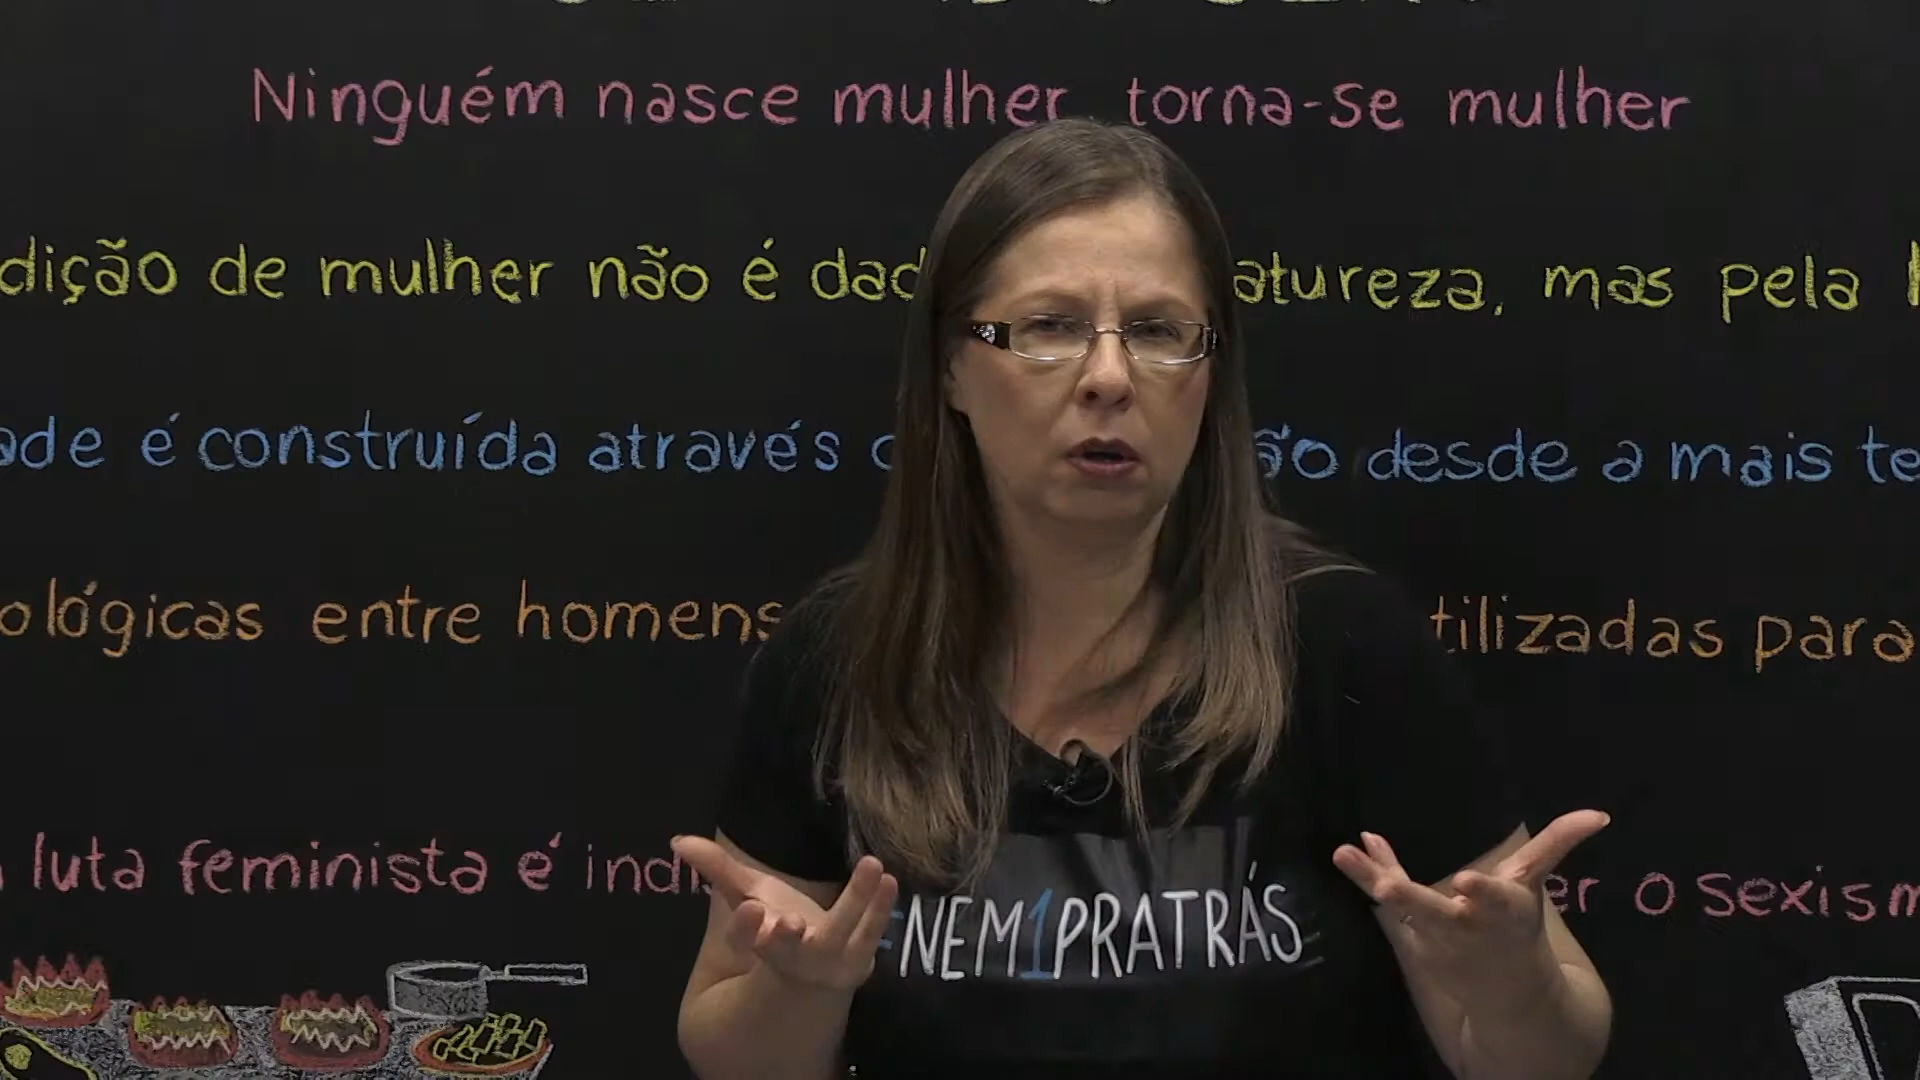 Ninguém nasce mulher torna-se mulher
dição de mulher não é dad atureza, mas pela
ade é construída através ão desde a mais te
ológicas entre homens tilizadas para
luta feminista é indi er o sexism
#NEM1PRATRÁS